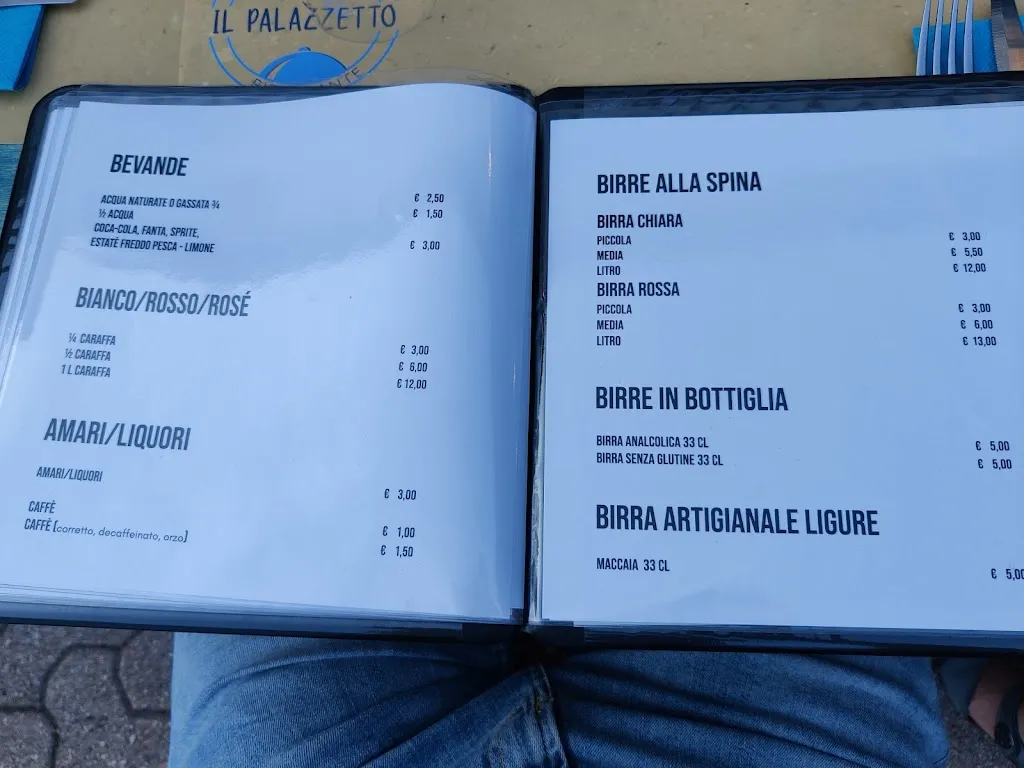 IL PALAZZETTO
BEVANDE
ACQUA NATURATE O GASSATA ¾ € 2,50
½ ACQUA € 1,50
COCA-COLA, FANTA, SPRITE,
ESTATÉ FREDDO PESCA - LIMONE € 3,00
BIANCO/ROSSO/ROSÉ
¼ CARAFFA € 3,00
½ CARAFFA € 6,00
1 L CARAFFA € 12,00
AMARI/LIQUORI
AMARI/LIQUORI € 3,00
CAFFÈ € 1,00
CAFFÈ [corretto, decaffeinato, orzo] € 1,50
BIRRE ALLA SPINA
BIRRA CHIARA
PICCOLA € 3,00
MEDIA € 5,50
LITRO € 12,00
BIRRA ROSSA
PICCOLA € 3,00
MEDIA € 6,00
LITRO € 13,00
BIRRE IN BOTTIGLIA
BIRRA ANALCOLICA 33 CL € 5,00
BIRRA SENZA GLUTINE 33 CL € 5,00
BIRRA ARTIGIANALE LIGURE
MACCAIA 33 CL € 5,00